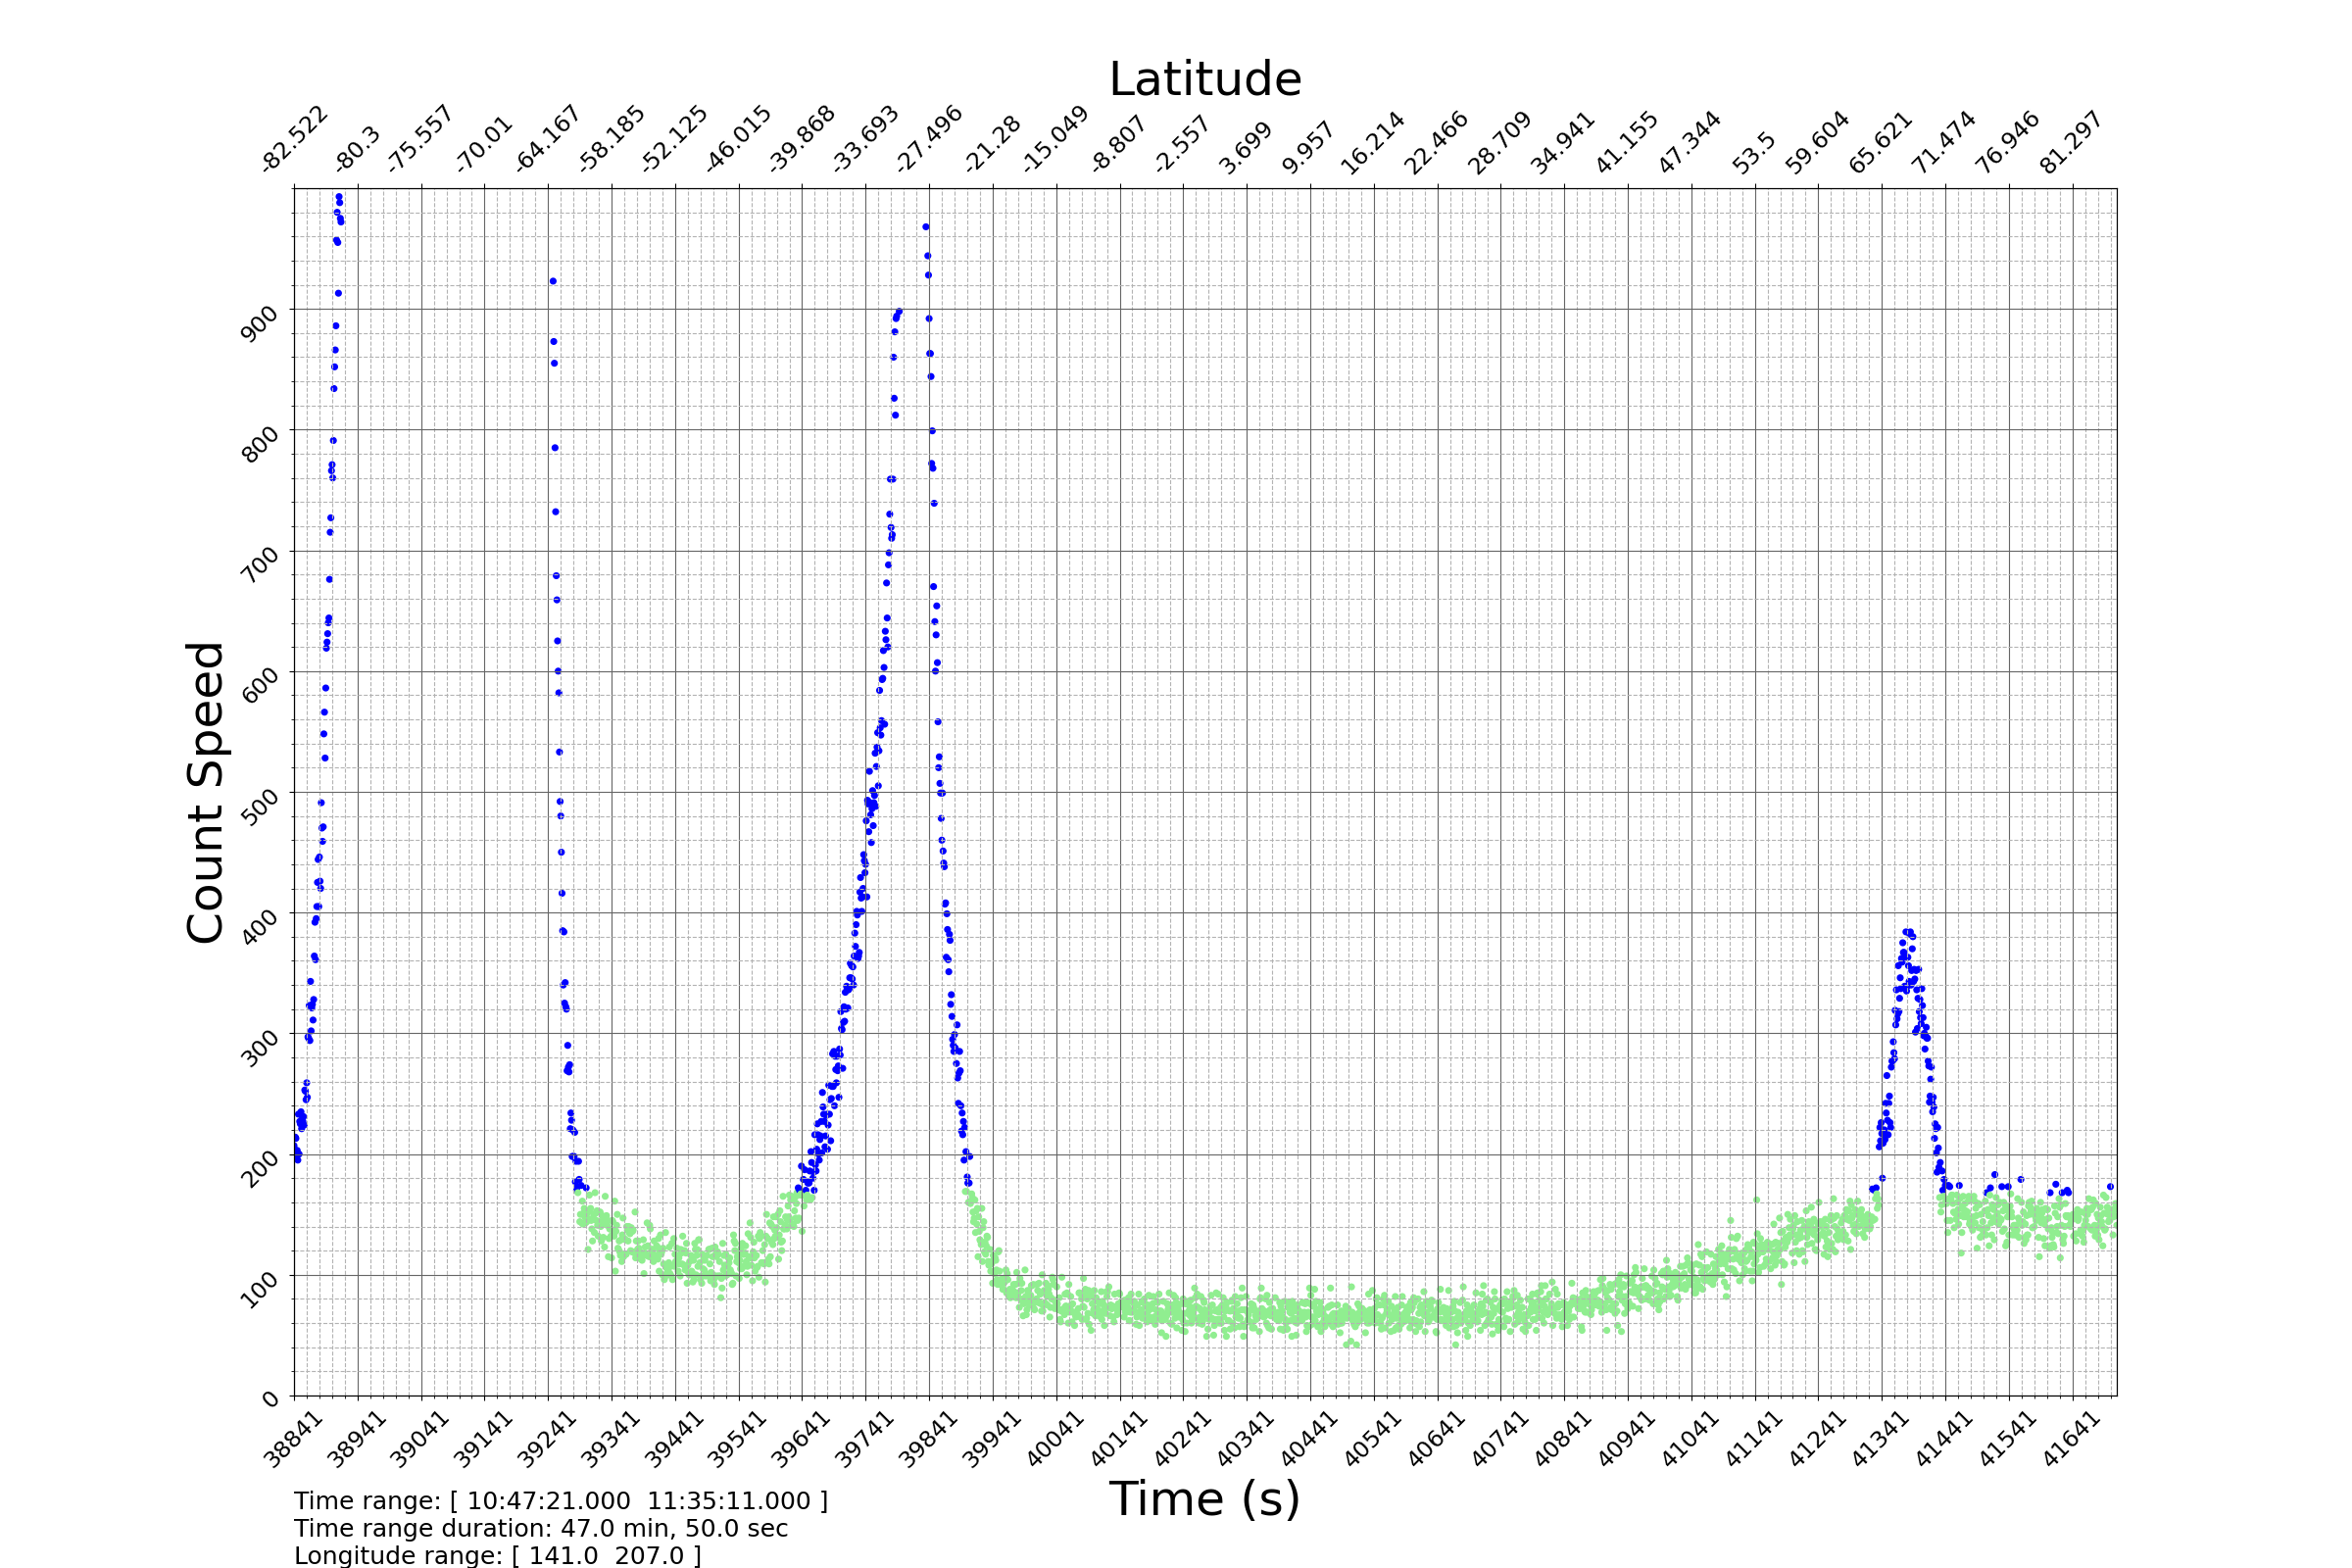 Latitude
-82.522 -80.3 -75.557 -70.01 -64.167 -58.185 -52.125 -46.015 -39.868 -33.693 -27.496 -21.28 -15.049 -8.807 -2.557 3.699 9.957 16.214 22.466 28.709 34.941 41.155 47.344 53.5 59.604 65.621 71.474 76.946 81.297
Count Speed
900
800
700
600
500
400
300
200
100
0
38841 38941 39041 39141 39241 39341 39441 39541 39641 39741 39841 39941 40041 40141 40241 40341 40441 40541 40641 40741 40841 40941 41041 41141 41241 41341 41441 41541 41641
Time (s)
Time range: [ 10:47:21.000 11:35:11.000 ]
Time range duration: 47.0 min, 50.0 sec
Longitude range: [ 141.0 207.0 ]